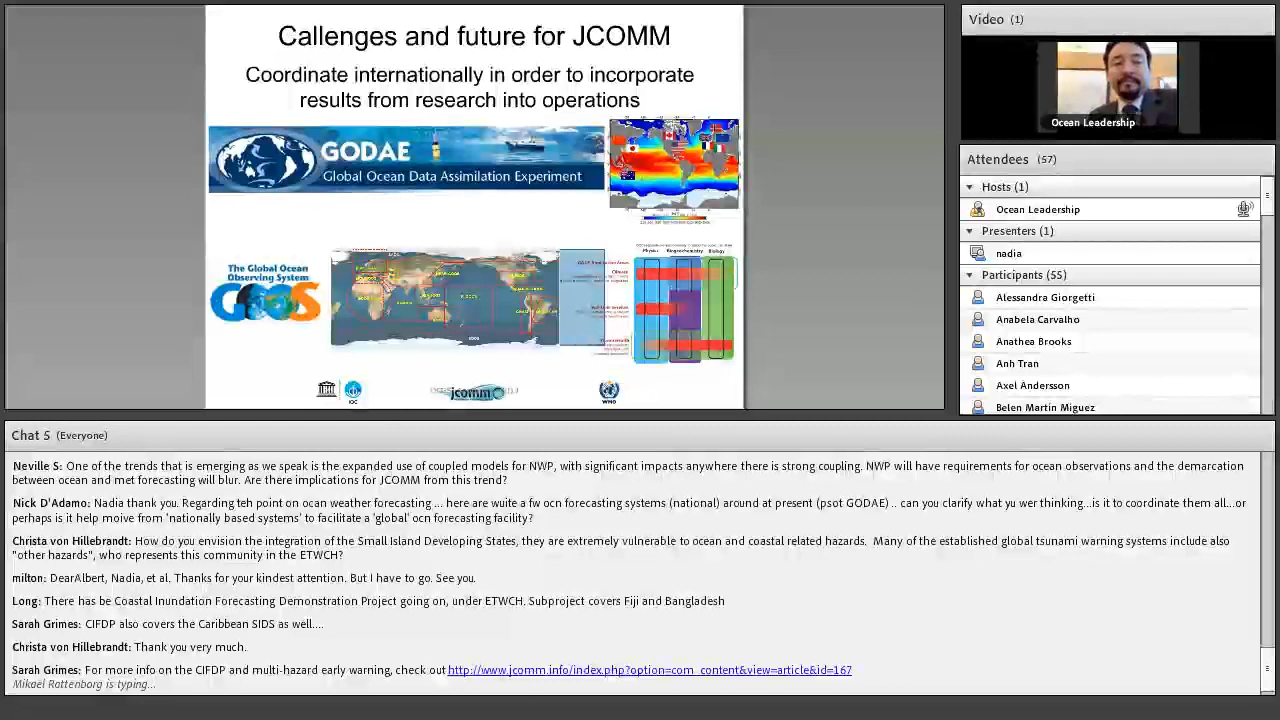 Callenges and future for JCOMM
Coordinate internationally in order to incorporate
results from research into operations
GODAE
Global Ocean Data Assimilation Experiment
The Global Ocean
Observing System
GOOS
Physics Biogeochemistry Biology
Climate
IOC
jcomm
WMO
Video (1)
Ocean Leadership
Attendees (57)
Hosts (1)
Ocean Leadership
Presenters (1)
nadia
Participants (55)
Alessandra Giorgetti
Anabela Carvalho
Anathea Brooks
Anh Tran
Axel Andersson
Belen Martin Miguez
Chat 5 (Everyone)
Neville S: One of the trends that is emerging as we speak is the expanded use of coupled models for NWP, with significant impacts anywhere there is strong coupling. NWP will have requirements for ocean observations and the demarcation
between ocean and met forecasting will blur. Are there implications for JCOMM from this trend?
Nick D'Adamo: Nadia thank you. Regarding teh point on ocan weather forecasting ... here are wuite a fw ocn forecasting systems (national) around at present (psot GODAE) .. can you clarify what yu wer thinking...is it to coordinate them all...or
perhaps is it help moive from 'nationally based systems' to facilitate a 'global' ocn forecasting facility?
Christa von Hillebrandt: How do you envision the integration of the Small Island Developing States, they are extremely vulnerable to ocean and coastal related hazards. Many of the established global tsunami warning systems include also
"other hazards", who represents this community in the ETWCH?
milton: DearAlbert, Nadia, et al. Thanks for your kindest attention. But I have to go. See you.
Long: There has be Coastal Inundation Forecasting Demonstration Project going on, under ETWCH. Subproject covers Fiji and Bangladesh
Sarah Grimes: CIFDP also covers the Caribbean SIDS as well....
Christa von Hillebrandt: Thank you very much.
Sarah Grimes: For more info on the CIFDP and multi-hazard early warning, check out http://www.jcomm.info/index.php?option=com_content&view=article&id=167
Mikael Rattenborg is typing...